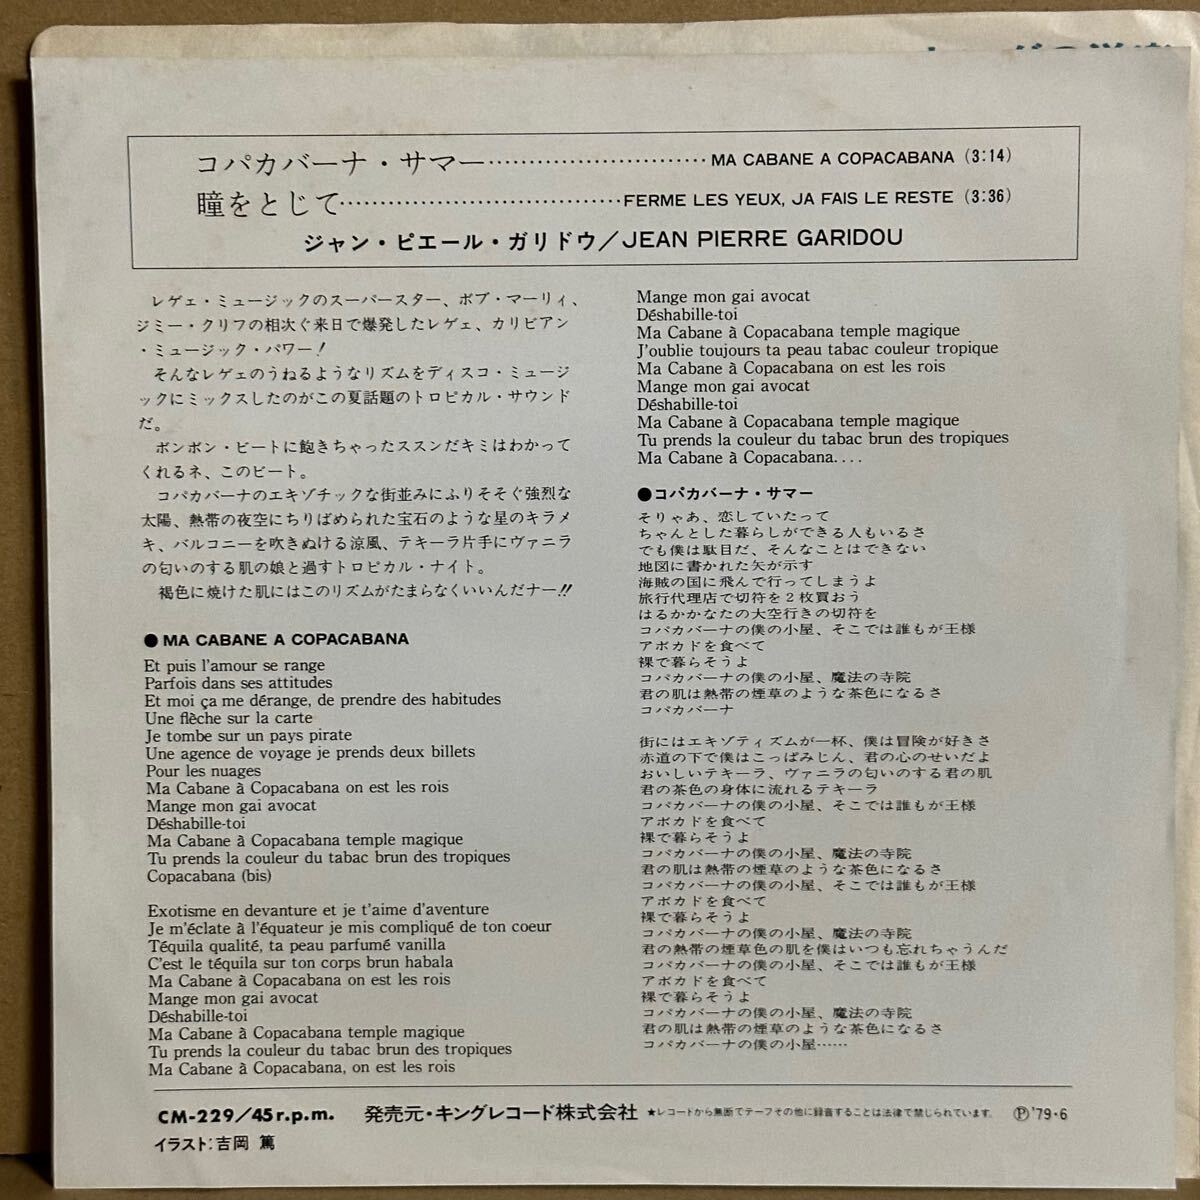 コパカバーナ・サマー……………………… MA CABANE A COPACABANA (3:14)
瞳をとじて………………………………FERME LES YEUX, JA FAIS LE RESTE (3:36)
ジャン・ピエール・ガリドウ／JEAN PIERRE GARIDOU
レゲェ・ミュージックのスーパースター、ボブ・マーリィ、
ジミー・クリフの相次ぐ来日で爆発したレゲェ、カリビアン
・ミュージック・パワー！
そんなレゲェのうねるようなリズムをディスコ・ミュージ
ックにミックスしたのがこの夏話題のトロピカル・サウンド
だ。
ボンボン・ビートに飽きちゃったススンだキミはわかって
くれるネ、このビート。
コパカバーナのエキゾチックな街並みにふりそそぐ強烈な
太陽、熱帯の夜空にちりばめられた宝石のような星のキラメ
キ、バルコニーを吹きぬける涼風、テキーラ片手にヴァニラ
の匂いのする肌の娘と過すトロピカル・ナイト。
褐色に焼けた肌にはこのリズムがたまらなくいいんだナー!!
●MA CABANE A COPACABANA
Et puis l'amour se range
Parfois dans ses attitudes
Et moi ça me dérange, de prendre des habitudes
Une flèche sur la carte
Je tombe sur un pays pirate
Une agence de voyage je prends deux billets
Pour les nuages
Ma Cabane à Copacabana on est les rois
Mange mon gai avocat
Déshabille-toi
Ma Cabane à Copacabana temple magique
Tu prends la couleur du tabac brun des tropiques
Copacabana (bis)
Exotisme en devanture et je t'aime d'aventure
Je m'éclate à l'équateur je mis compliqué de ton coeur
Téquila qualité, ta peau parfumé vanilla
C'est le téquila sur ton corps brun habala
Ma Cabane à Copacabana on est les rois
Mange mon gai avocat
Déshabille-toi
Ma Cabane à Copacabana temple magique
Tu prends la couleur du tabac brun des tropiques
Ma Cabane à Copacabana, on est les rois
Mange mon gai avocat
Déshabille-toi
Ma Cabane à Copacabana temple magique
J'oublie toujours ta peau tabac couleur tropique
Ma Cabane à Copacabana on est les rois
Mange mon gai avocat
Déshabille-toi
Ma Cabane à Copacabana temple magique
Tu prends la couleur du tabac brun des tropiques
Ma Cabane à Copacabana....
●コパカバーナ・サマー
そりゃあ、恋していたって
ちゃんとした暮らしができる人もいるさ
でも僕は駄目だ、そんなことはできない
地図に書かれた矢が示す
海賊の国に飛んで行ってしまうよ
旅行代理店で切符を２枚買おう
はるかかなたの大空行きの切符を
コパカバーナの僕の小屋、そこでは誰もが王様
アボカドを食べて
裸で暮らそうよ
コパカバーナの僕の小屋、魔法の寺院
君の肌は熱帯の煙草のような茶色になるさ
コパカバーナ
街にはエキゾティズムが一杯、僕は冒険が好きさ
赤道の下で僕はこっぱみじん、君の心のせいだよ
おいしいテキーラ、ヴァニラの匂いのする君の肌
君の茶色の身体に流れるテキーラ
コパカバーナの僕の小屋、そこでは誰もが王様
アボカドを食べて
裸で暮らそうよ
コパカバーナの僕の小屋、魔法の寺院
君の肌は熱帯の煙草のような茶色になるさ
コパカバーナの僕の小屋、そこでは誰もが王様
アボカドを食べて
裸で暮らそうよ
コパカバーナの僕の小屋、魔法の寺院
君の熱帯の煙草色の肌を僕はいつも忘れちゃうんだ
コパカバーナの僕の小屋、そこでは誰もが王様
アボカドを食べて
裸で暮らそうよ
コパカバーナの僕の小屋、魔法の寺院
君の肌は熱帯の煙草のような茶色になるさ
コパカバーナの僕の小屋……
CM-229/45r.p.m. 発売元・キングレコード株式会社 ★レコードから無断でテープその他に録音することは法律で禁じられています。 Ⓟ'79・6
イラスト：吉岡 篤